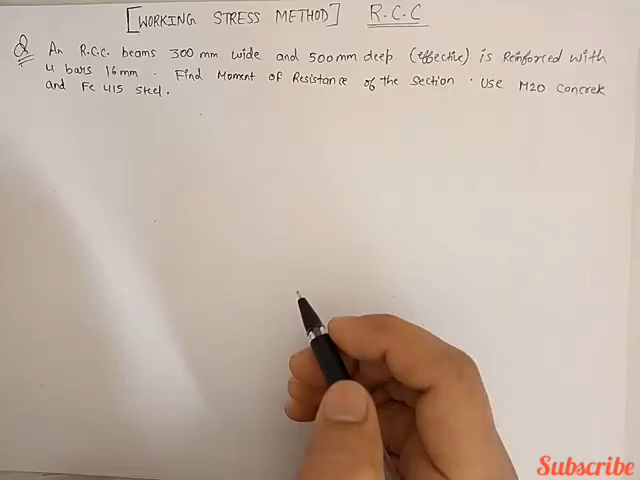 [WORKING STRESS METHOD] R.C.C
Q An R.C.C. beams 300 mm wide and 500mm deep (effective) is Reinforced with
4 bars 16mm. Find Moment of Resistance of the Section. Use M20 Concrete
and Fe 415 Steel.
Subscribe